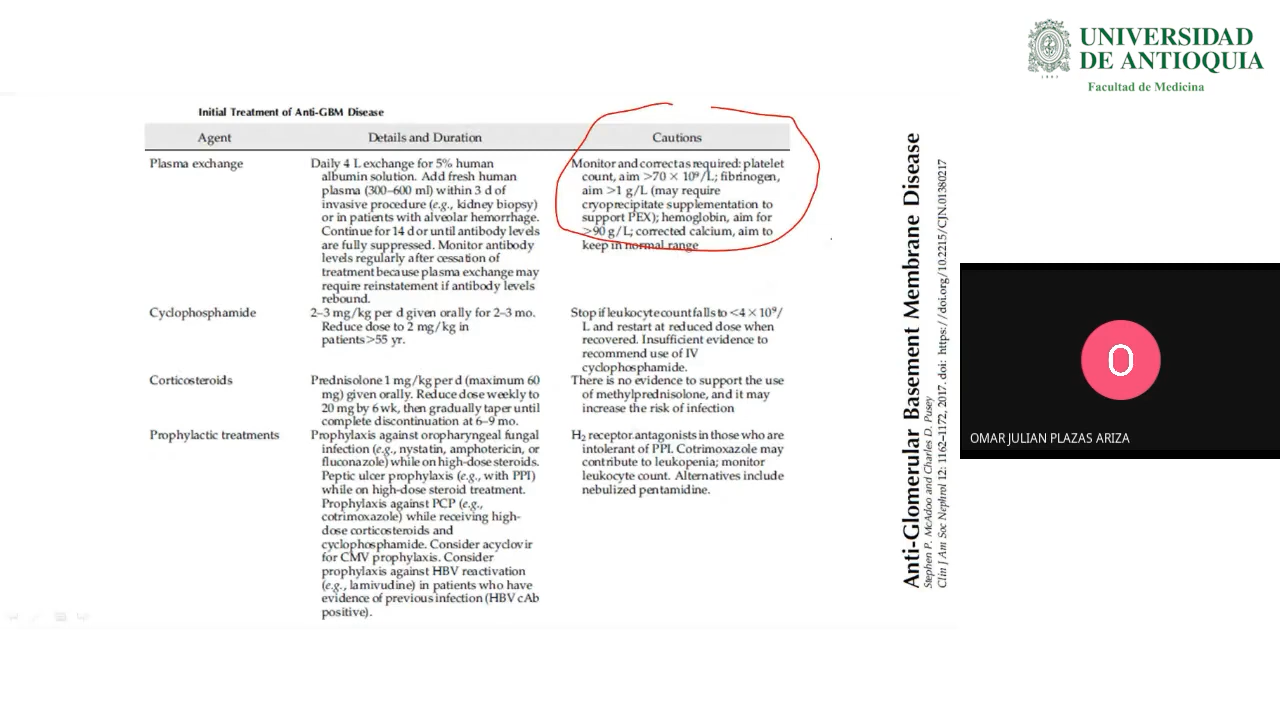 UNIVERSIDAD
DE ANTIOQUIA
Facultad de Medicina
1803
Initial Treatment of Anti-GBM Disease
Agent
Details and Duration
Cautions
Plasma exchange
Daily 4 L exchange for 5% human
albumin solution. Add fresh human
plasma (300–600 ml) within 3 d of
invasive procedure (e.g., kidney biopsy)
or in patients with alveolar hemorrhage.
Continue for 14 d or until antibody levels
are fully suppressed. Monitor antibody
levels regularly after cessation of
treatment because plasma exchange may
require reinstatement if antibody levels
rebound.
Monitor and correct as required: platelet
count, aim >70 × 10⁹/L; fibrinogen,
aim >1 g/L (may require
cryoprecipitate supplementation to
support PEX); hemoglobin, aim for
>90 g/L; corrected calcium, aim to
keep in normal range
Cyclophosphamide
2–3 mg/kg per d given orally for 2–3 mo.
Reduce dose to 2 mg/kg in
patients >55 yr.
Stop if leukocyte count falls to <4 × 10⁹/
L and restart at reduced dose when
recovered. Insufficient evidence to
recommend use of IV
cyclophosphamide.
Corticosteroids
Prednisolone 1 mg/kg per d (maximum 60
mg) given orally. Reduce dose weekly to
20 mg by 6 wk, then gradually taper until
complete discontinuation at 6–9 mo.
There is no evidence to support the use
of methylprednisolone, and it may
increase the risk of infection
Prophylactic treatments
Prophylaxis against oropharyngeal fungal
infection (e.g., nystatin, amphotericin, or
fluconazole) while on high-dose steroids.
Peptic ulcer prophylaxis (e.g., with PPI)
while on high-dose steroid treatment.
Prophylaxis against PCP (e.g.,
cotrimoxazole) while receiving high-
dose corticosteroids and
cyclophosphamide. Consider acyclovir
for CMV prophylaxis. Consider
prophylaxis against HBV reactivation
(e.g., lamivudine) in patients who have
evidence of previous infection (HBV cAb
positive).
H₂ receptor antagonists in those who are
intolerant of PPI. Cotrimoxazole may
contribute to leukopenia; monitor
leukocyte count. Alternatives include
nebulized pentamidine.
Anti-Glomerular Basement Membrane Disease
Stephen P. McAdoo and Charles D. Pusey
Clin J Am Soc Nephrol 12: 1162–1172, 2017. doi: https://doi.org/10.2215/CJN.01380217
O
OMAR JULIAN PLAZAS ARIZA